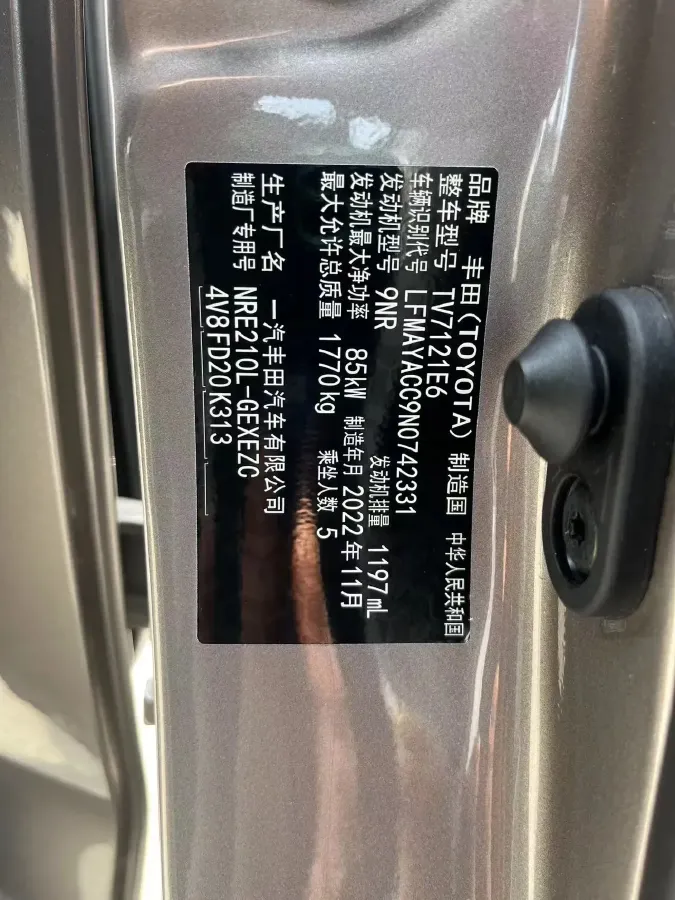 品牌 丰田(TOYOTA) 制造国 中华人民共和国
整车型号 TV7121E6
车辆识别代号 LFMAYACC9N0742331
发动机型号 9NR 发动机排量 1197mL
发动机最大净功率 85kW 制造年月 2022年11月
最大允许总质量 1770kg 乘坐人数 5
生产厂名 一汽丰田汽车有限公司
制造厂专用号 NRE210L-GEXEZC
4V8 FD20 K313